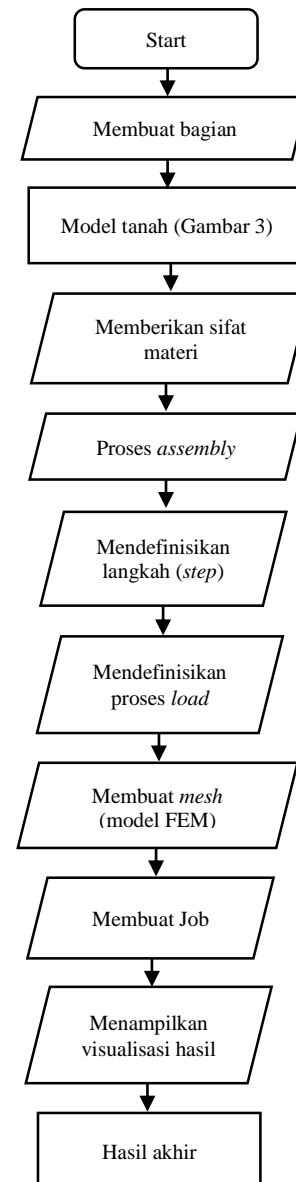 Start
Membuat bagian
Model tanah (Gambar 3)
Memberikan sifat
materi
Proses assembly
Mendefinisikan
langkah (step)
Mendefinisikan
proses load
Membuat mesh
(model FEM)
Membuat Job
Menampilkan
visualisasi hasil
Hasil akhir